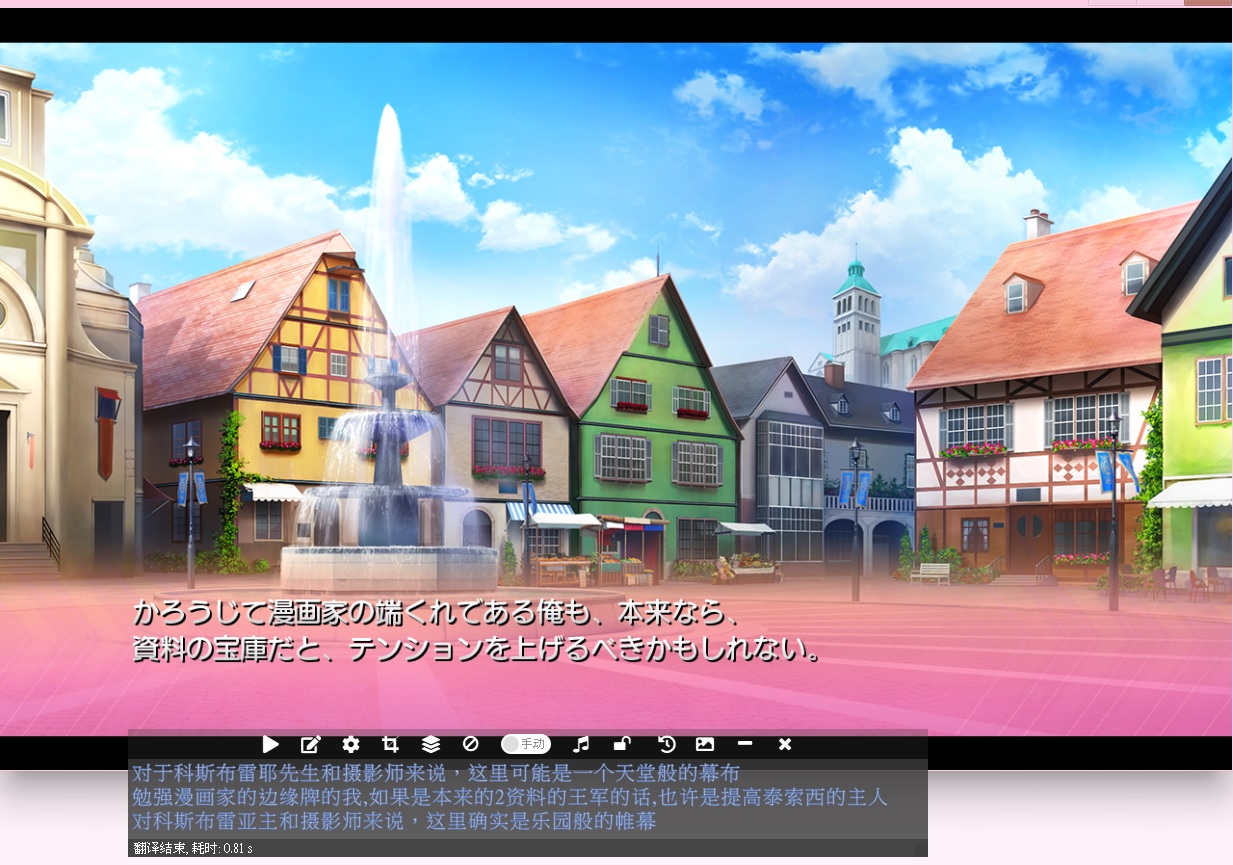 かろうじて漫画家の端くれである俺も、本来なら、
資料の宝庫だと、テンションを上げるべきかもしれない。
手动
对于科斯布雷耶先生和摄影师来说，这里可能是一个天堂般的幕布
勉强漫画家的边缘牌的我,如果是本来的2资料的王军的话,也许是提高泰索西的主人
对科斯布雷亚主和摄影师来说，这里确实是乐园般的帷幕
翻译结束, 耗时: 0.81 s